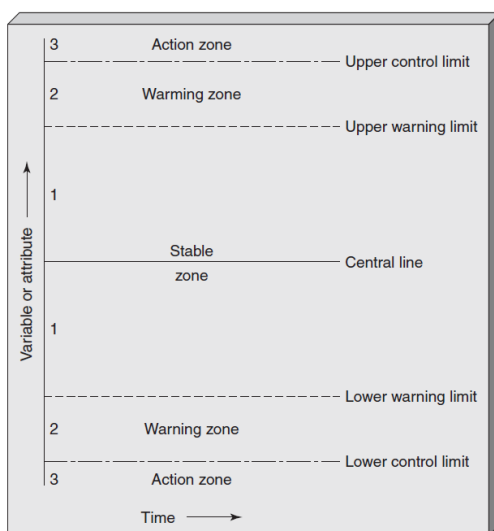 3 Action zone
Upper control limit
2 Warming zone
Upper warning limit
1
Variable or attribute
Stable
Central line
zone
1
Lower warning limit
2 Warning zone
Lower control limit
3 Action zone
Time